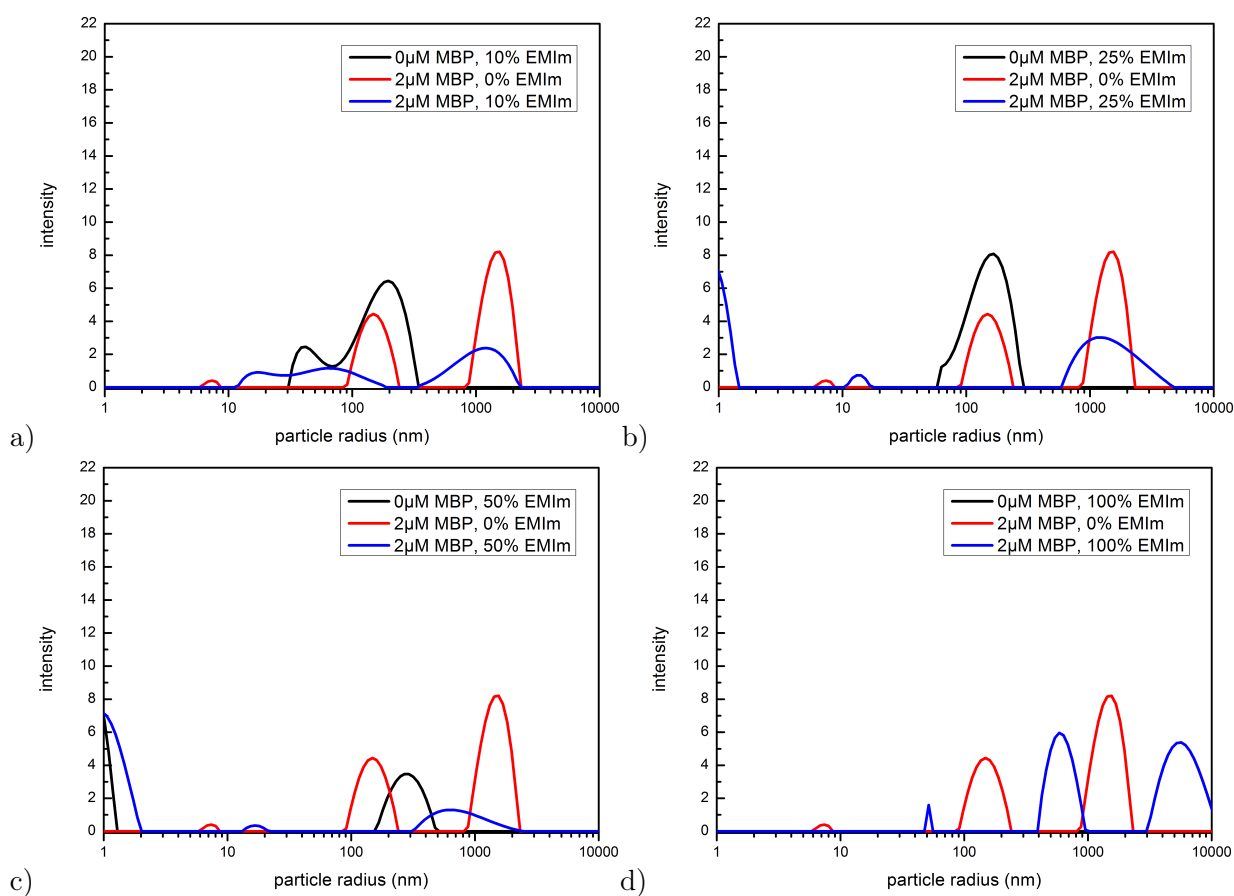 22
20
18
16
14
12
10
8
6
4
2
0
intensity
0µM MBP, 10% EMIm
2µM MBP, 0% EMIm
2µM MBP, 10% EMIm
1 10 100 1000 10000
particle radius (nm)
a)
22
20
18
16
14
12
10
8
6
4
2
0
intensity
0µM MBP, 25% EMIm
2µM MBP, 0% EMIm
2µM MBP, 25% EMIm
1 10 100 1000 10000
particle radius (nm)
b)
22
20
18
16
14
12
10
8
6
4
2
0
intensity
0µM MBP, 50% EMIm
2µM MBP, 0% EMIm
2µM MBP, 50% EMIm
1 10 100 1000 10000
particle radius (nm)
c)
22
20
18
16
14
12
10
8
6
4
2
0
intensity
0µM MBP, 100% EMIm
2µM MBP, 0% EMIm
2µM MBP, 100% EMIm
1 10 100 1000 10000
particle radius (nm)
d)